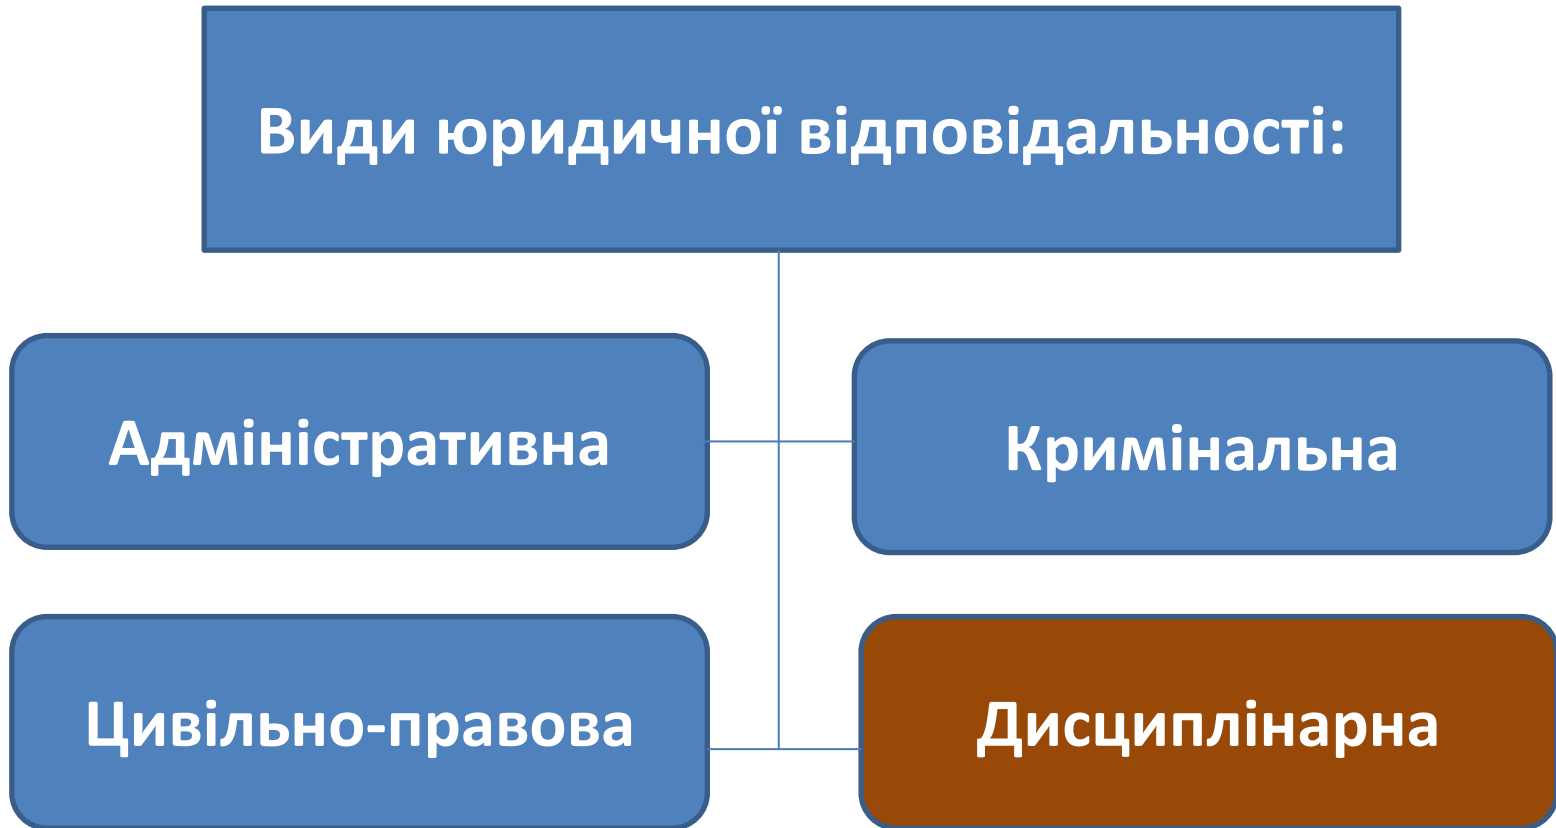 Види юридичної відповідальності:
Адміністративна
Кримінальна
Цивільно-правова
Дисциплінарна